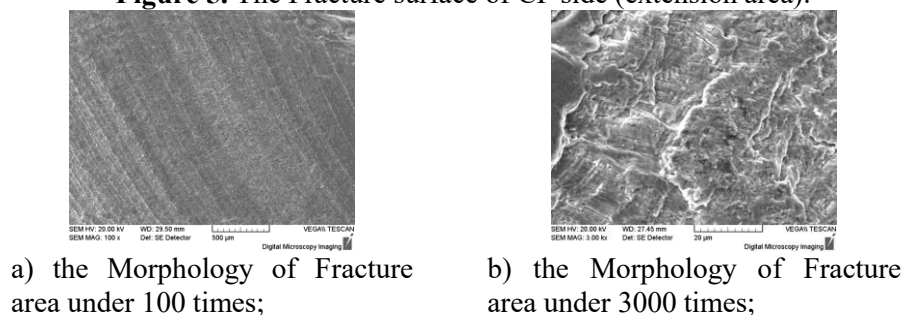 Figure 3. The Fracture surface of CF side (extension area).
SEM HV: 20.00 kV WD: 29.50 mm VEGA\\ TESCAN
SEM MAG: 100 x Det: SE Detector 500 µm
Digital Microscopy Imaging
SEM HV: 20.00 kV WD: 27.45 mm VEGA\\ TESCAN
SEM MAG: 3.00 kx Det: SE Detector 20 µm
Digital Microscopy Imaging
a) the Morphology of Fracture
area under 100 times;
b) the Morphology of Fracture
area under 3000 times;